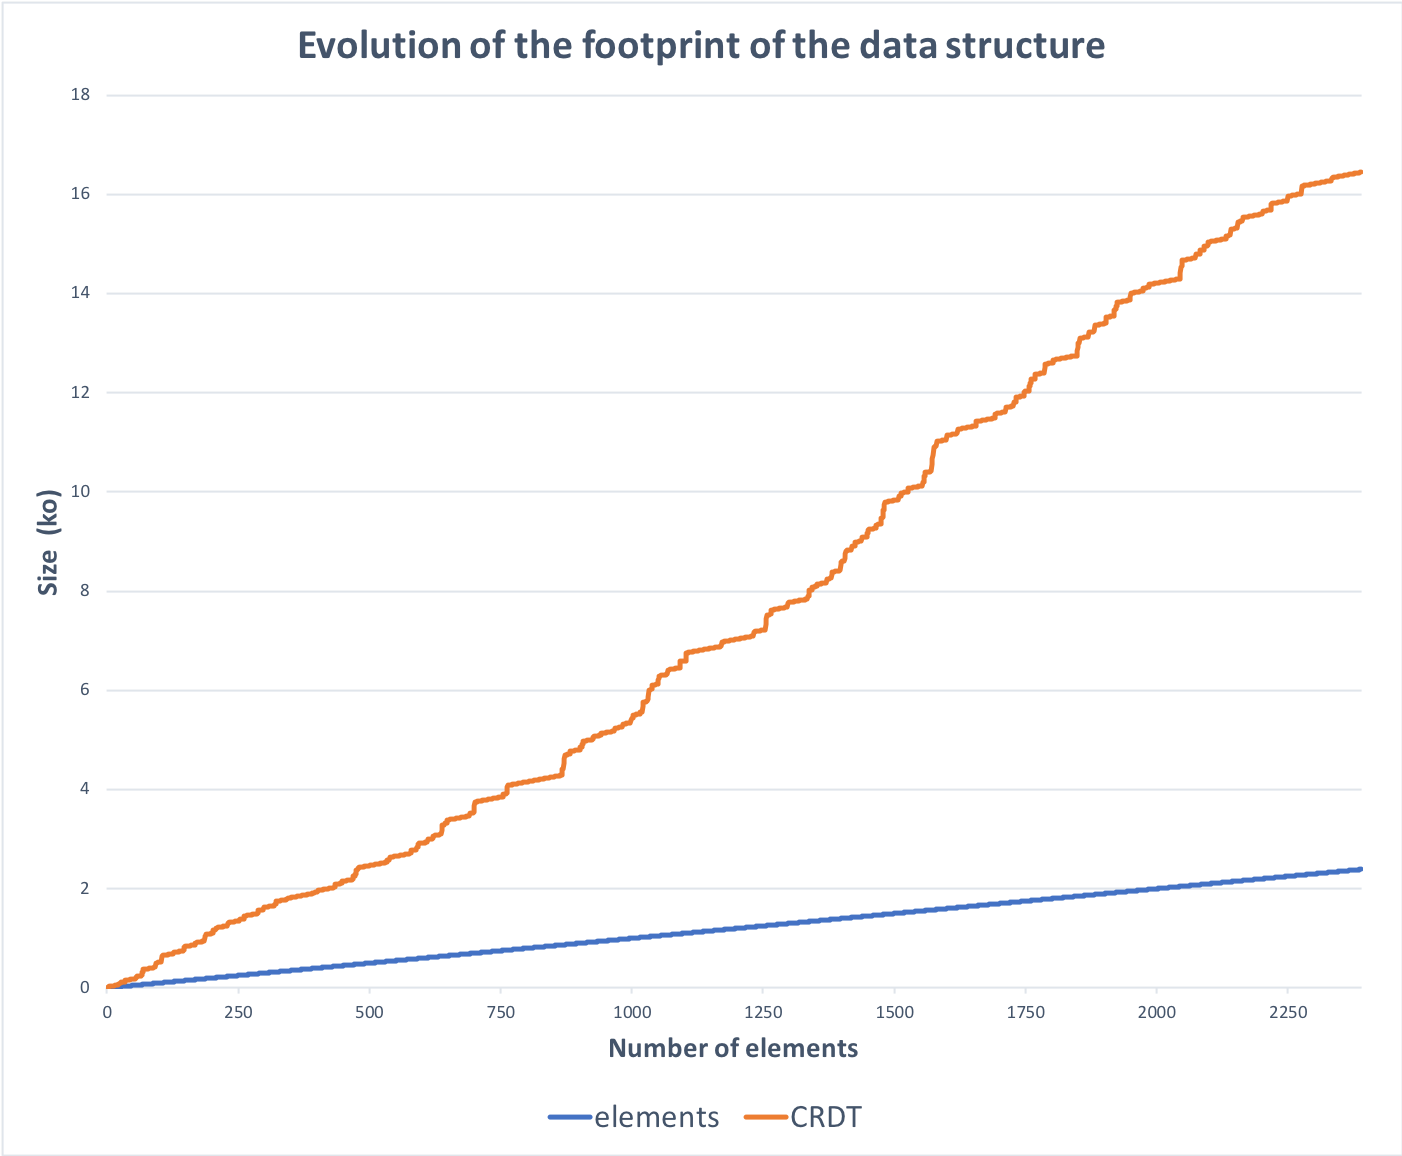 Evolution of the footprint of the data structure
18
16
14
12
10
8
6
4
2
0
Size (ko)
0 250 500 750 1000 1250 1500 1750 2000 2250
Number of elements
elements CRDT